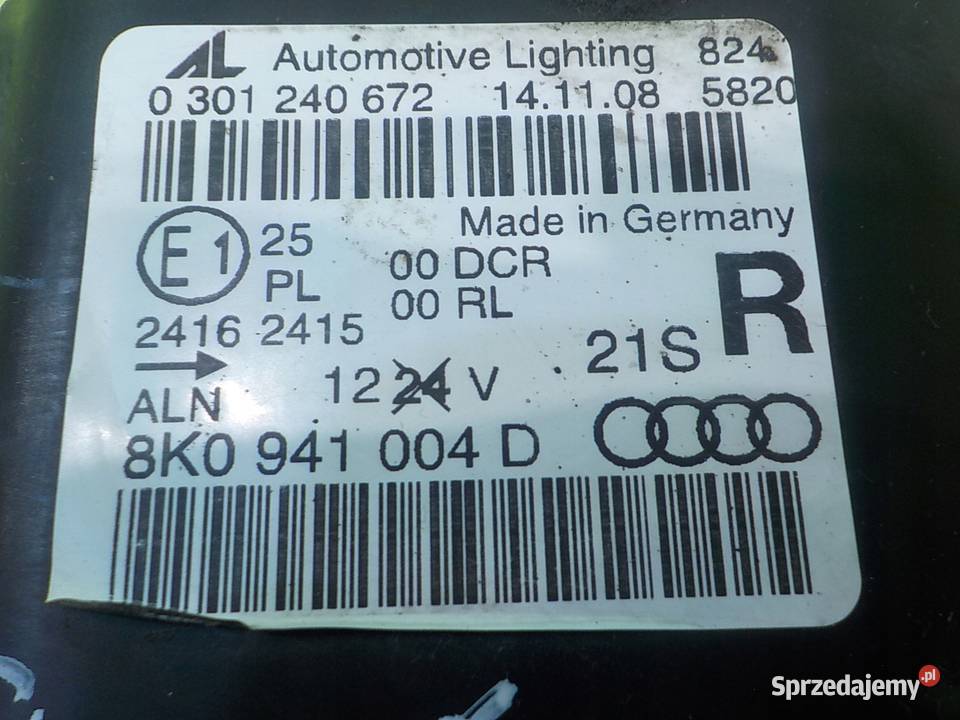 AL Automotive Lighting 824
0 301 240 672 14.11.08 5820
Made in Germany
E1 25 00 DCR
PL 00 RL
R
2416 2415
21S
12 24 V
ALN
8K0 941 004 D
Sprzedajemy.pl